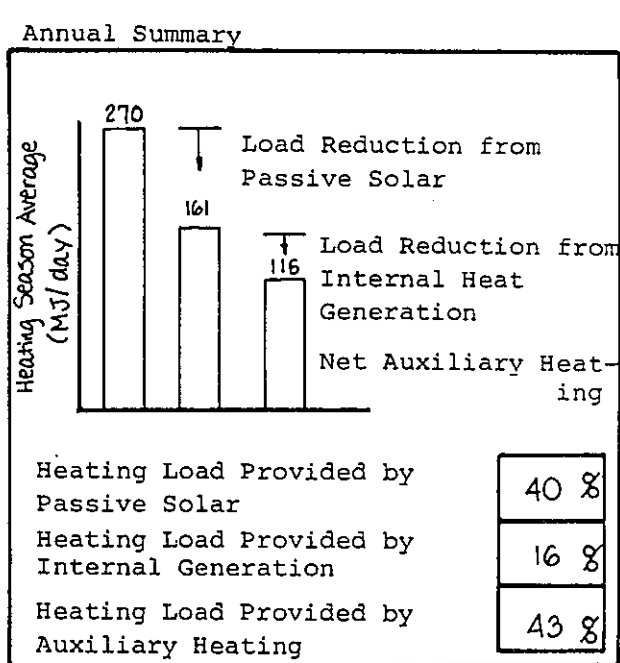 Annual Summary
Heating Season Average
(MJ/day)
270
Load Reduction from
Passive Solar
161
Load Reduction from
116
Internal Heat
Generation
Net Auxiliary Heat-
ing
Heating Load Provided by
Passive Solar
40 %
Heating Load Provided by
Internal Generation
16 %
Heating Load Provided by
Auxiliary Heating
43 %